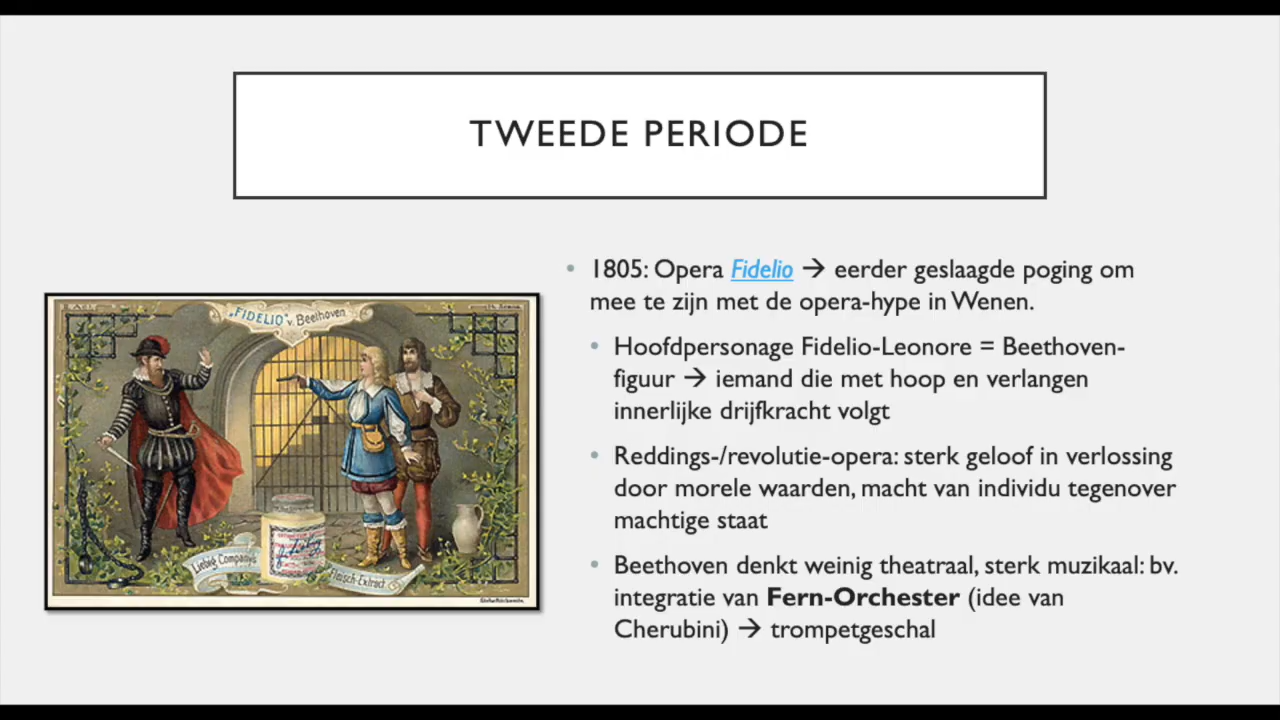 TWEEDE PERIODE
1805: Opera Fidelio → eerder geslaagde poging om
mee te zijn met de opera-hype in Wenen.
Hoofdpersonage Fidelio-Leonore = Beethoven-
figuur → iemand die met hoop en verlangen
innerlijke drijfkracht volgt
Reddings-/revolutie-opera: sterk geloof in verlossing
door morele waarden, macht van individu tegenover
machtige staat
Beethoven denkt weinig theatraal, sterk muzikaal: bv.
integratie van Fern-Orchester (idee van
Cherubini) → trompetgeschal
„FIDELIO" v. Beethoven
Liebig Company's
Fleisch-Extract